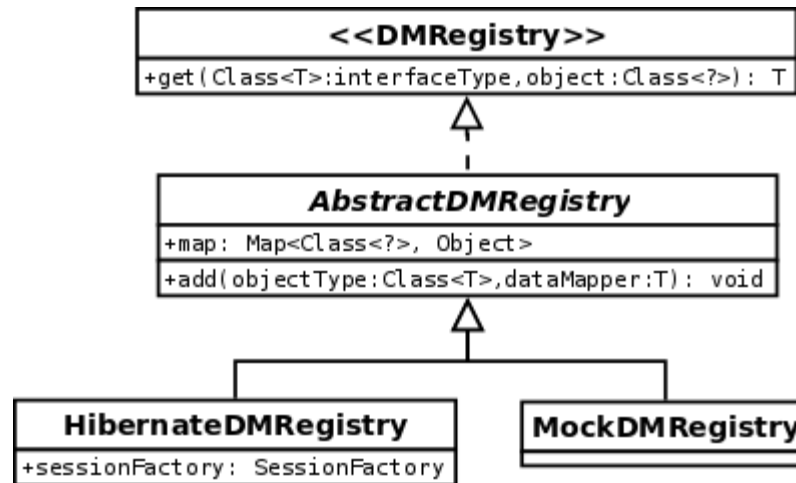 <<DMRegistry>>
+get(Class<T>:interfaceType,object:Class<?>): T
AbstractDMRegistry
+map: Map<Class<?>, Object>
+add(objectType:Class<T>,dataMapper:T): void
HibernateDMRegistry
MockDMRegistry
+sessionFactory: SessionFactory